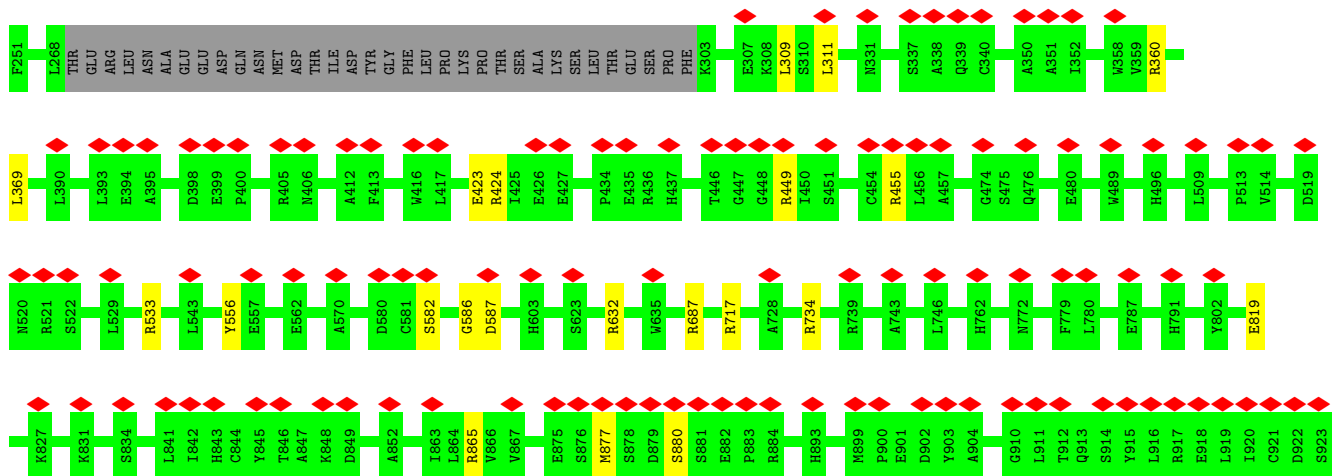 F251 L268 THR GLU ARG LEU ASN ALA GLU GLU ASP GLN ASN MET ASP THR ILE ASP TYR GLY PHE LEU PRO LYS PRO THR SER ALA LYS SER LEU THR GLU SER PRO PHE K303 E307 K308 L309 S310 L311 N331 S337 A338 Q339 C340 A350 A351 I352 W358 V359 R360
L369 L390 L393 E394 A395 D398 E399 P400 R405 N406 A412 F413 W416 L417 E423 R424 I425 E426 E427 P434 E435 R436 H437 T446 G447 G448 R449 I450 S451 C454 R455 L456 A457 G474 S475 Q476 E480 W489 H496 L509 P513 V514 D519
N520 R521 S522 L529 R533 L543 Y556 E557 E562 A570 D580 C581 S582 G586 D587 H603 S623 R632 W635 R687 R717 A728 R734 R739 A743 L746 H762 N772 F779 L780 E787 H791 Y802 E819
K827 K831 S834 L841 I842 H843 C844 Y845 T846 A847 K848 D849 A852 I863 L864 R865 V866 V867 E875 S876 M877 S878 D879 S880 S881 E882 P883 R884 H893 M899 P900 E901 D902 Y903 A904 G910 L911 T912 Q913 S914 Y915 L916 R917 E918 L919 I920 C921 D922 S923